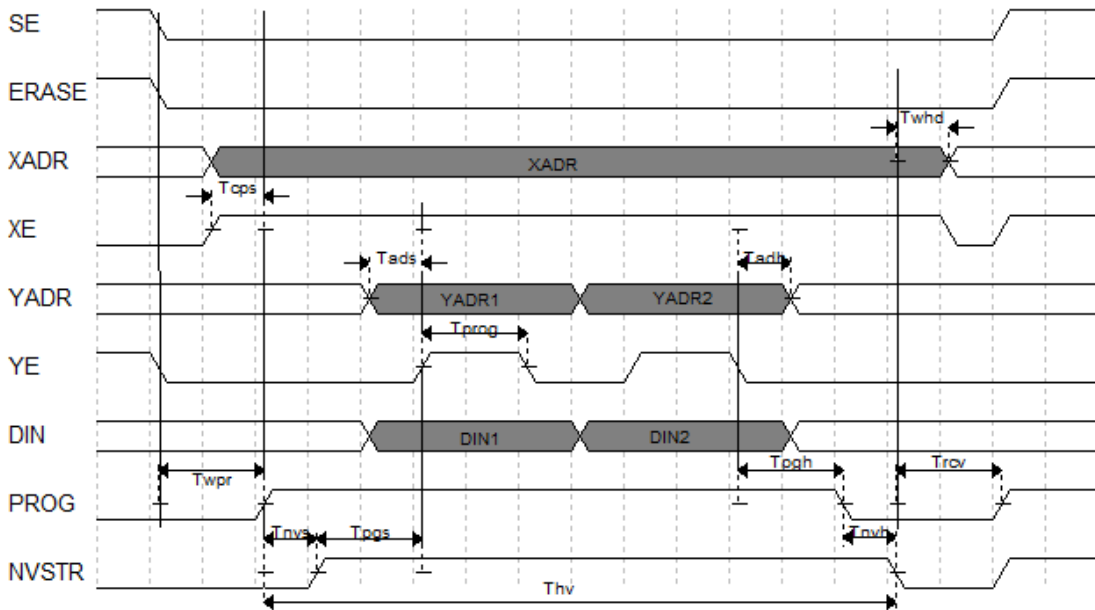 SE
ERASE
Twhd
XADR
XADR
Tcps
XE
Tads
Tadh
YADR
YADR1
YADR2
Tprog
YE
DIN
DIN1
DIN2
Twpr
Tpgh
Trcv
PROG
Tnvs
Tpgs
Tnvh
NVSTR
Thv